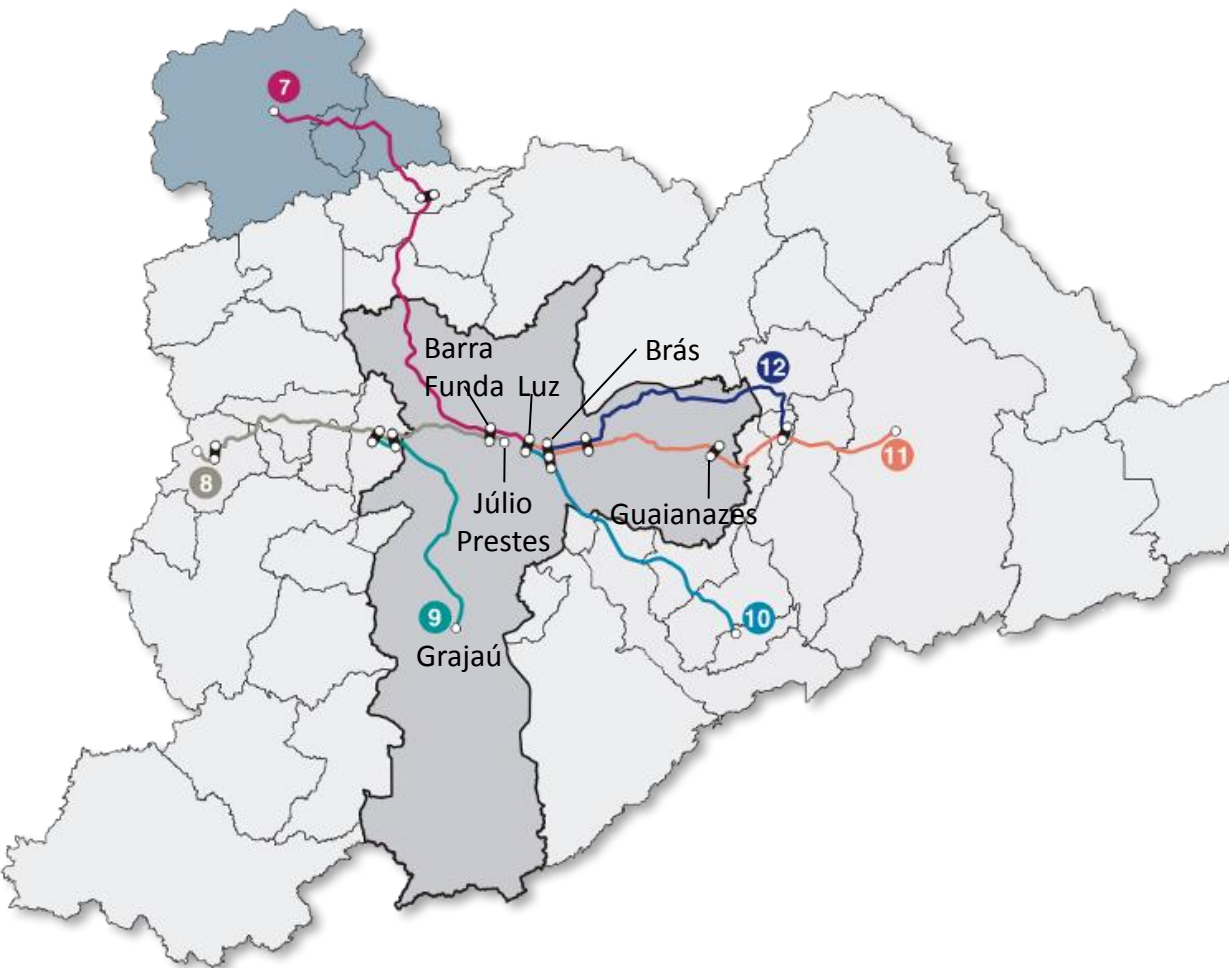 7
Barra
Funda
Luz
Brás
12
8
11
Júlio
Prestes
Guaianazes
9
10
Grajaú